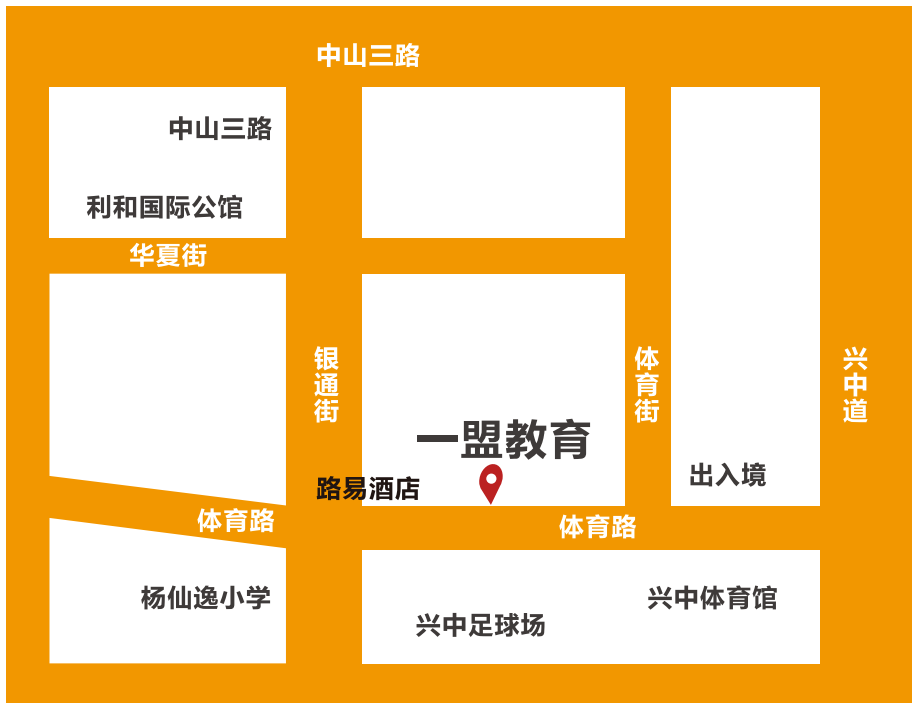 中山三路
中山三路
利和国际公馆
华夏街
银通街
体育街
兴中道
一盟教育
出入境
路易酒店
体育路
体育路
杨仙逸小学
兴中体育馆
兴中足球场